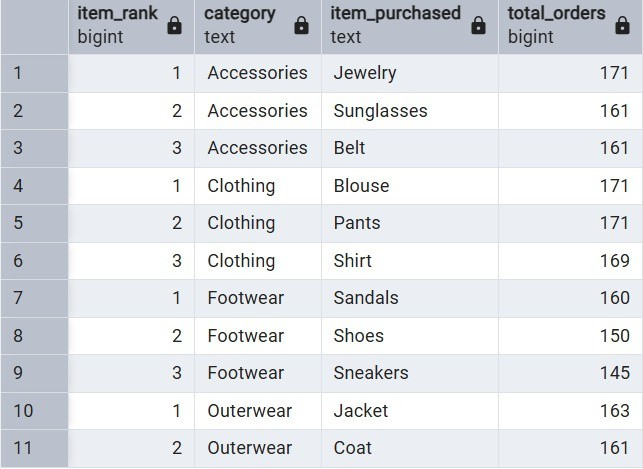 item_rank category item_purchased total_orders
bigint text text bigint
1 1 Accessories Jewelry 171
2 2 Accessories Sunglasses 161
3 3 Accessories Belt 161
4 1 Clothing Blouse 171
5 2 Clothing Pants 171
6 3 Clothing Shirt 169
7 1 Footwear Sandals 160
8 2 Footwear Shoes 150
9 3 Footwear Sneakers 145
10 1 Outerwear Jacket 163
11 2 Outerwear Coat 161